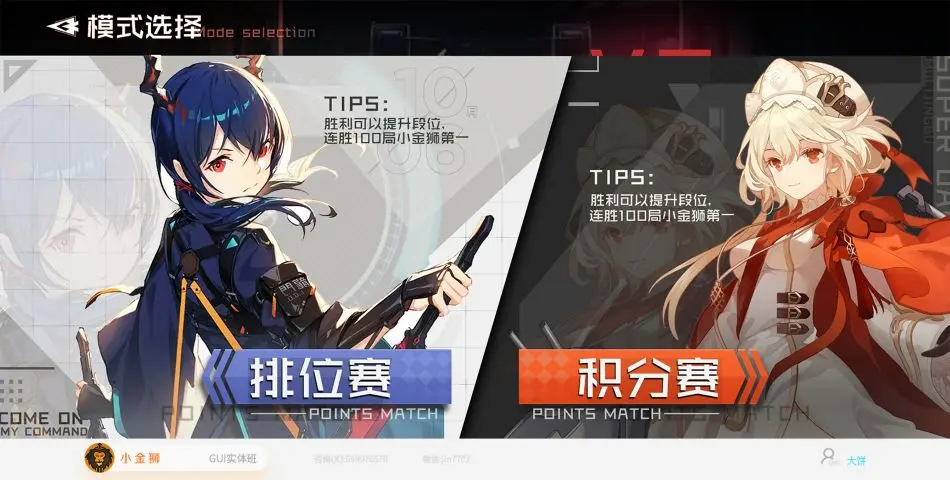 模式选择
Mode selection
TIPS:
胜利可以提升段位,
连胜100局小金狮第一
TIPS:
胜利可以提升段位,
连胜100局小金狮第一
排位赛
POINTS MATCH
积分赛
POINTS MATCH
COME ON
MY COMMAND
小金狮
GUI实体班
大饼